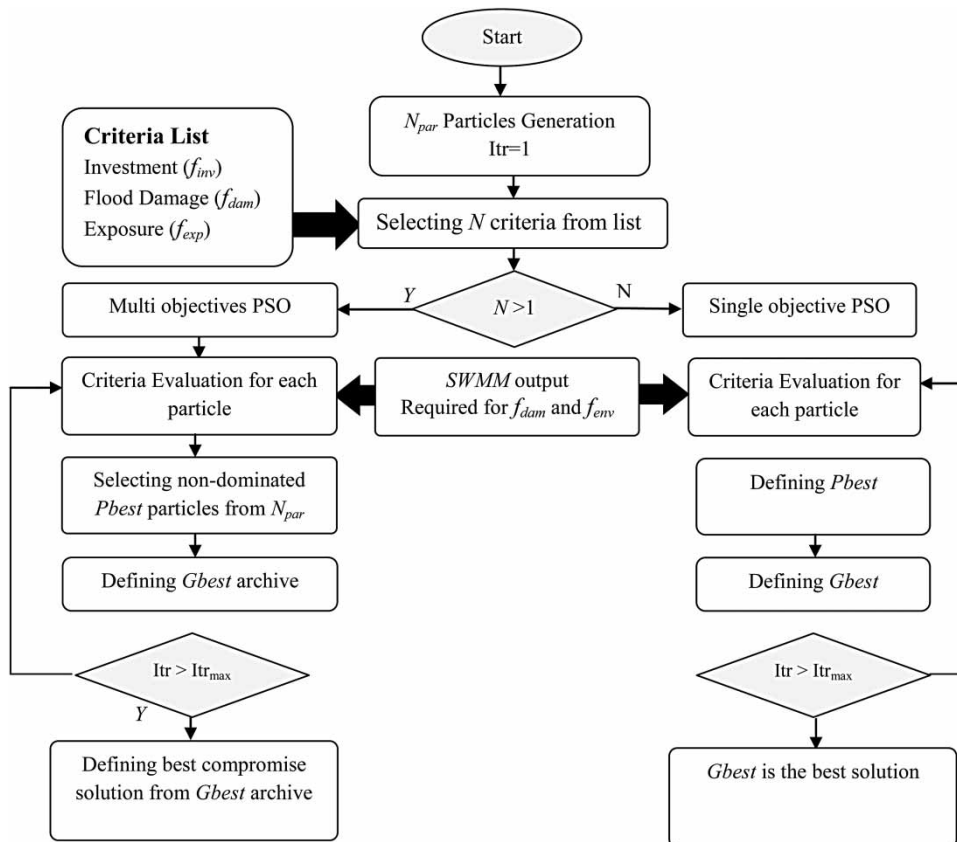 Start
N_par Particles Generation
Itr=1
Criteria List
Investment (f_inv)
Flood Damage (f_dam)
Exposure (f_exp)
Selecting N criteria from list
N >1
Y
N
Multi objectives PSO
Single objective PSO
Criteria Evaluation for each
particle
SWMM output
Required for f_dam and f_env
Criteria Evaluation for
each particle
Selecting non-dominated
Pbest particles from N_par
Defining Pbest
Defining Gbest archive
Defining Gbest
Itr > Itr_max
Y
Itr > Itr_max
Defining best compromise
solution from Gbest archive
Gbest is the best solution